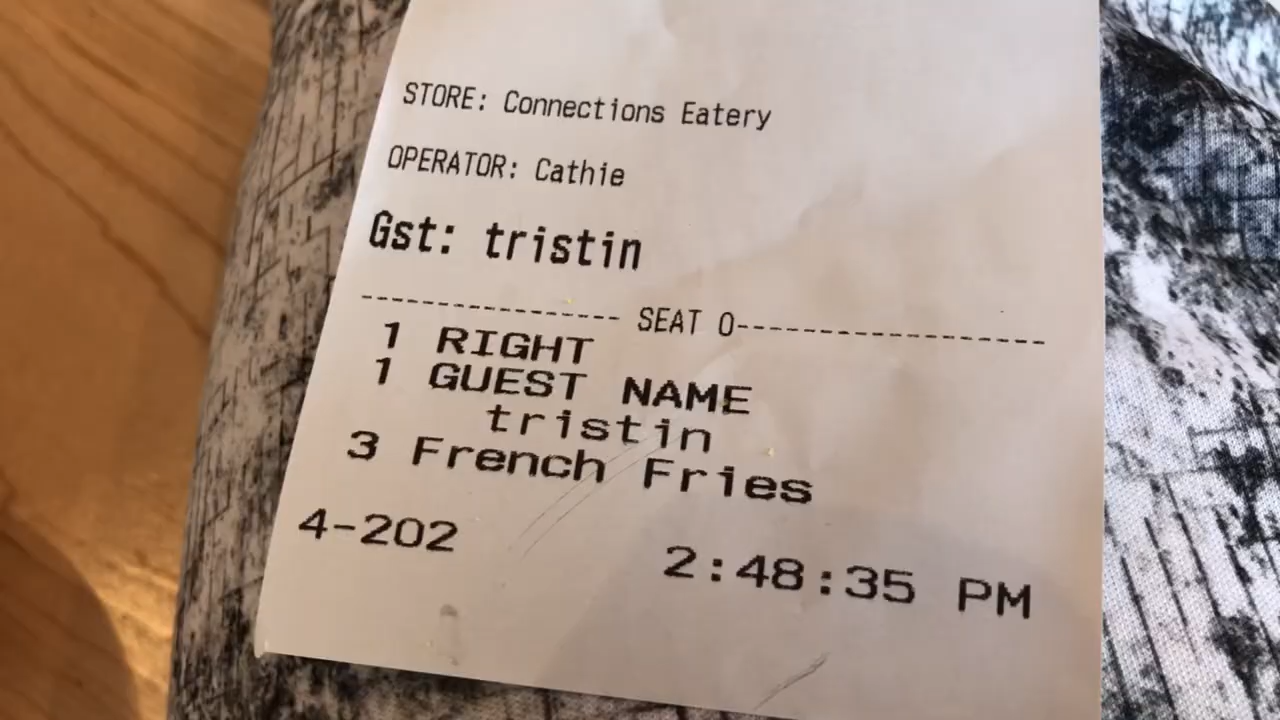 STORE: Connections Eatery
OPERATOR: Cathie
Gst: tristin
-------------------- SEAT 0------------------------
1 RIGHT
1 GUEST NAME
tristin
3 French Fries
4-202 2:48:35 PM